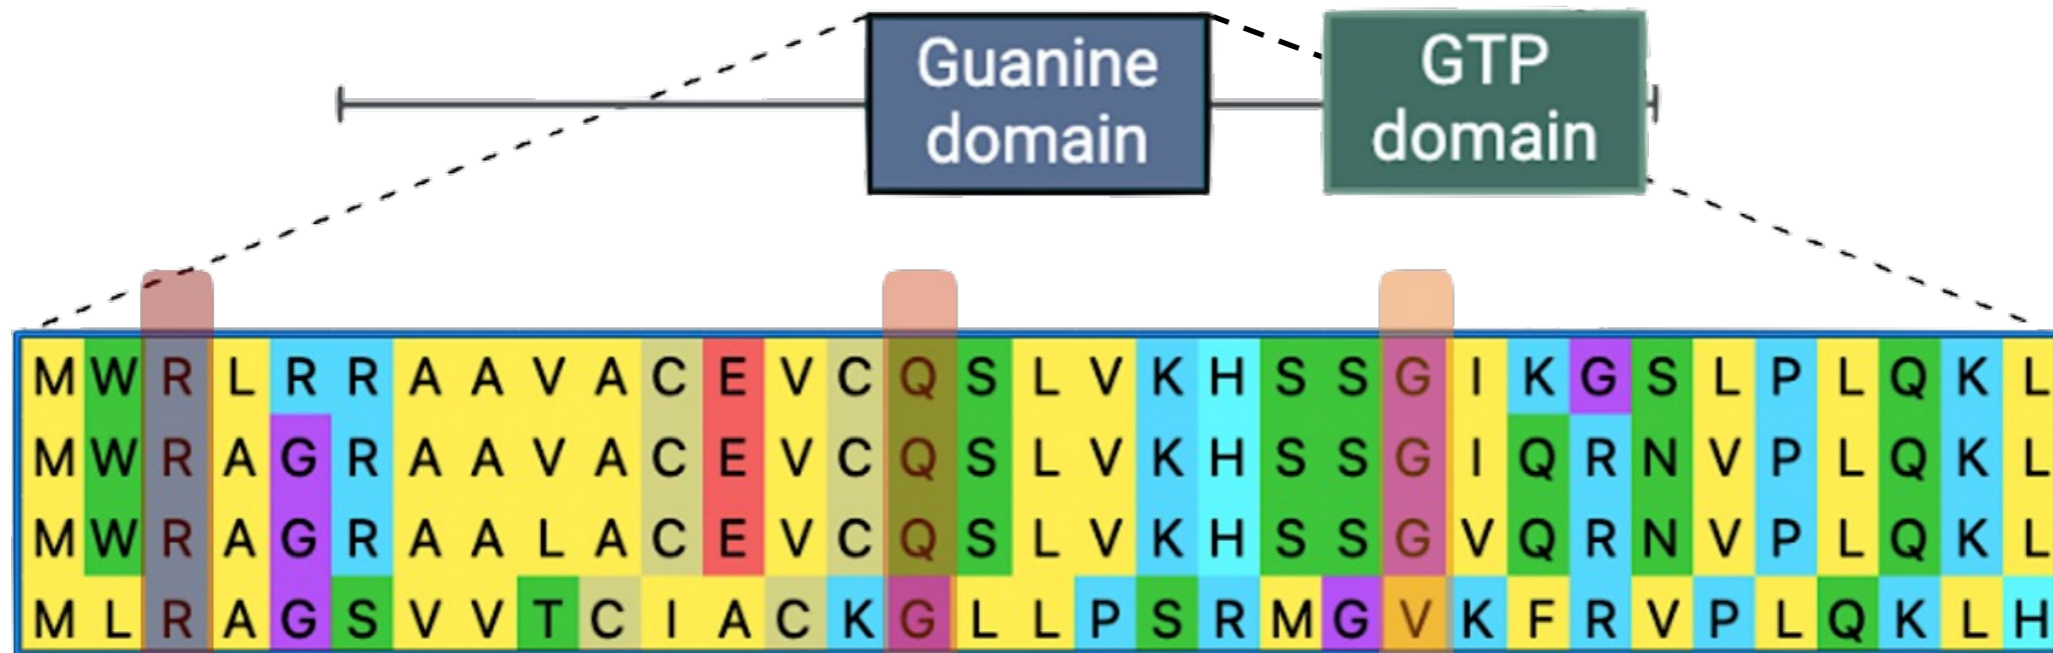 Guanine
domain
GTP
domain
M W R L R R A A V A C E V C Q S L V K H S S G I K G S L P L Q K L
M W R A G R A A V A C E V C Q S L V K H S S G I Q R N V P L Q K L
M W R A G R A A L A C E V C Q S L V K H S S G V Q R N V P L Q K L
M L R A G S V V T C I A C K G L L P S R M G V K F R V P L Q K L H